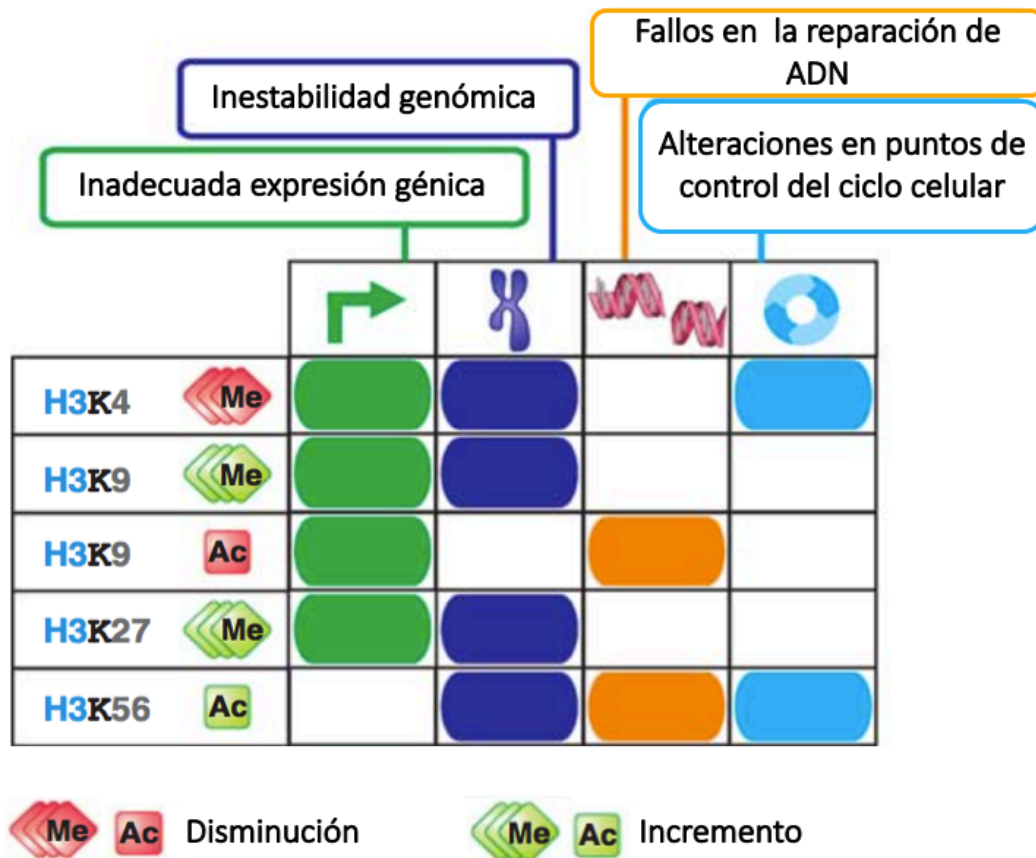 Fallos en la reparación de
ADN
Inestabilidad genómica
Alteraciones en puntos de
control del ciclo celular
Inadecuada expresión génica
H3K4 Me
H3K9 Me
H3K9 Ac
H3K27 Me
H3K56 Ac
Me Ac Disminución Me Ac Incremento